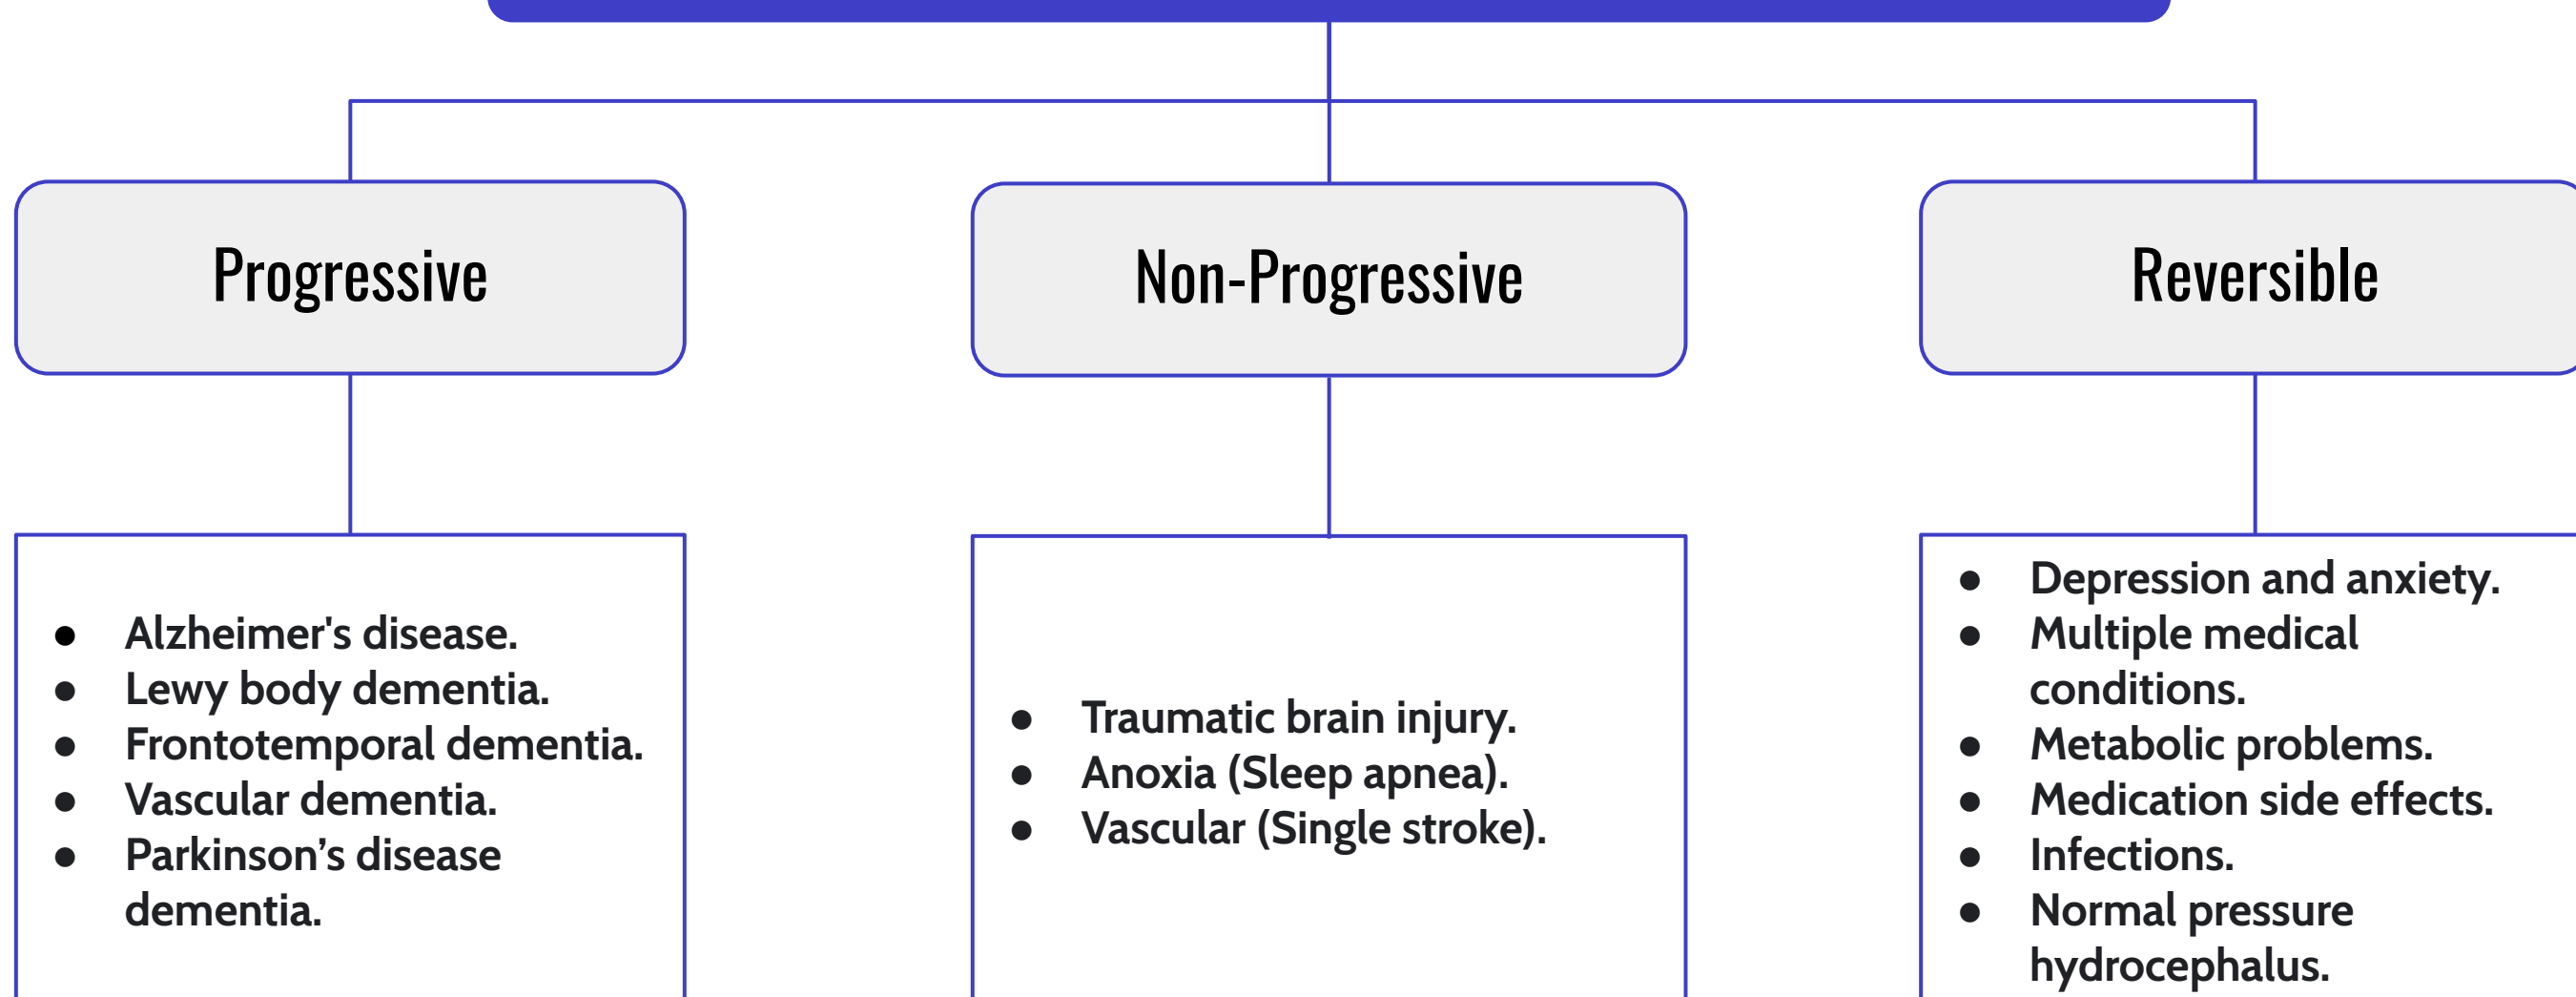 Progressive
Non-Progressive
Reversible
● Alzheimer's disease.
● Lewy body dementia.
● Frontotemporal dementia.
● Vascular dementia.
● Parkinson’s disease
dementia.
● Traumatic brain injury.
● Anoxia (Sleep apnea).
● Vascular (Single stroke).
● Depression and anxiety.
● Multiple medical
conditions.
● Metabolic problems.
● Medication side effects.
● Infections.
● Normal pressure
hydrocephalus.